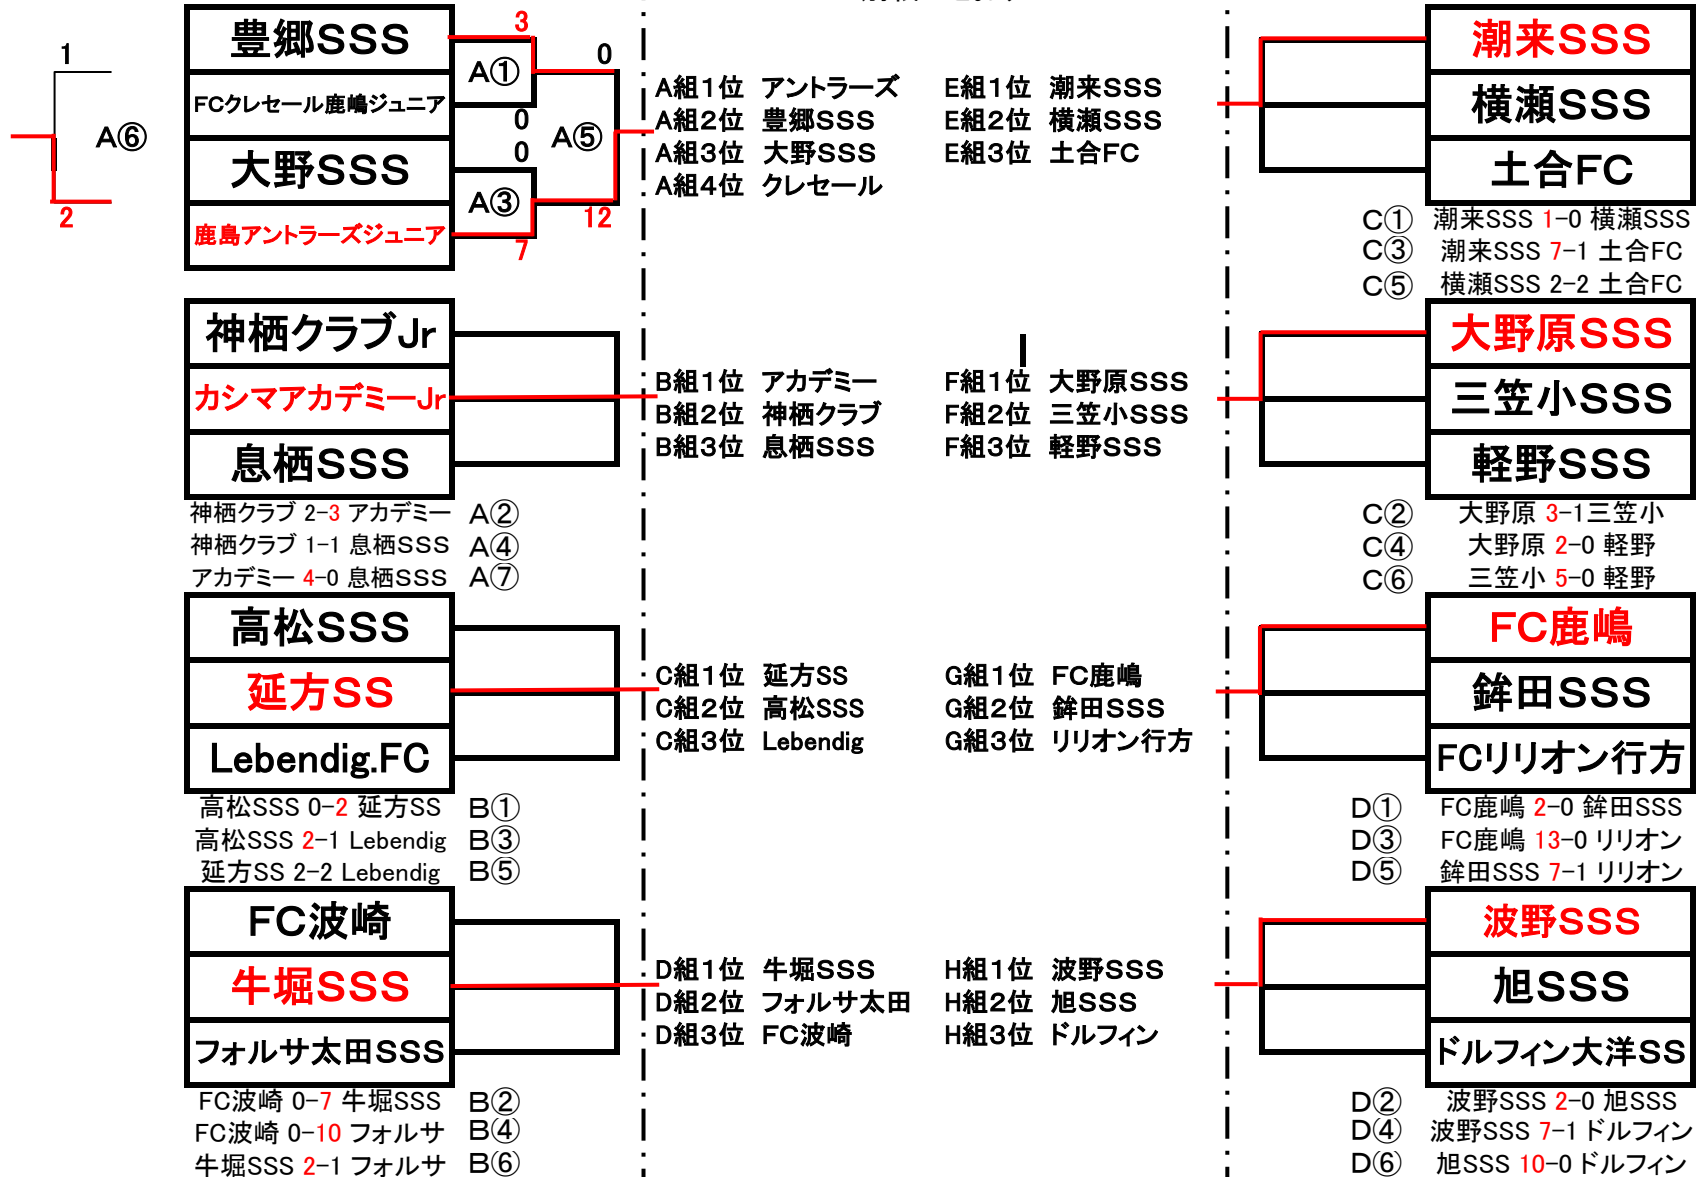 1
A⑥
2
豊郷SSS
FCクレセール鹿嶋ジュニア
大野SSS
鹿島アントラーズジュニア
3
A①
0
0
A③
7
0
A⑤
12
A組1位 アントラーズ
A組2位 豊郷SSS
A組3位 大野SSS
A組4位 クレセール
E組1位 潮来SSS
E組2位 横瀬SSS
E組3位 土合FC
潮来SSS
横瀬SSS
土合FC
C① 潮来SSS 1-0 横瀬SSS
C③ 潮来SSS 7-1 土合FC
C⑤ 横瀬SSS 2-2 土合FC
神栖クラブJr
カシマアカデミーJr
息栖SSS
神栖クラブ 2-3 アカデミー A②
神栖クラブ 1-1 息栖SSS A④
アカデミー 4-0 息栖SSS A⑦
B組1位 アカデミー
B組2位 神栖クラブ
B組3位 息栖SSS
F組1位 大野原SSS
F組2位 三笠小SSS
F組3位 軽野SSS
大野原SSS
三笠小SSS
軽野SSS
C② 大野原 3-1三笠小
C④ 大野原 2-0 軽野
C⑥ 三笠小 5-0 軽野
高松SSS
延方SS
Lebendig.FC
高松SSS 0-2 延方SS B①
高松SSS 2-1 Lebendig B③
延方SS 2-2 Lebendig B⑤
C組1位 延方SS
C組2位 高松SSS
C組3位 Lebendig
G組1位 FC鹿嶋
G組2位 鉾田SSS
G組3位 リリオン行方
FC鹿嶋
鉾田SSS
FCリリオン行方
D① FC鹿嶋 2-0 鉾田SSS
D③ FC鹿嶋 13-0 リリオン
D⑤ 鉾田SSS 7-1 リリオン
FC波崎
牛堀SSS
フォルサ太田SSS
FC波崎 0-7 牛堀SSS B②
FC波崎 0-10 フォルサ B④
牛堀SSS 2-1 フォルサ B⑥
D組1位 牛堀SSS
D組2位 フォルサ太田
D組3位 FC波崎
H組1位 波野SSS
H組2位 旭SSS
H組3位 ドルフィン
波野SSS
旭SSS
ドルフィン大洋SS
D② 波野SSS 2-0 旭SSS
D④ 波野SSS 7-1 ドルフィン
D⑥ 旭SSS 10-0 ドルフィン